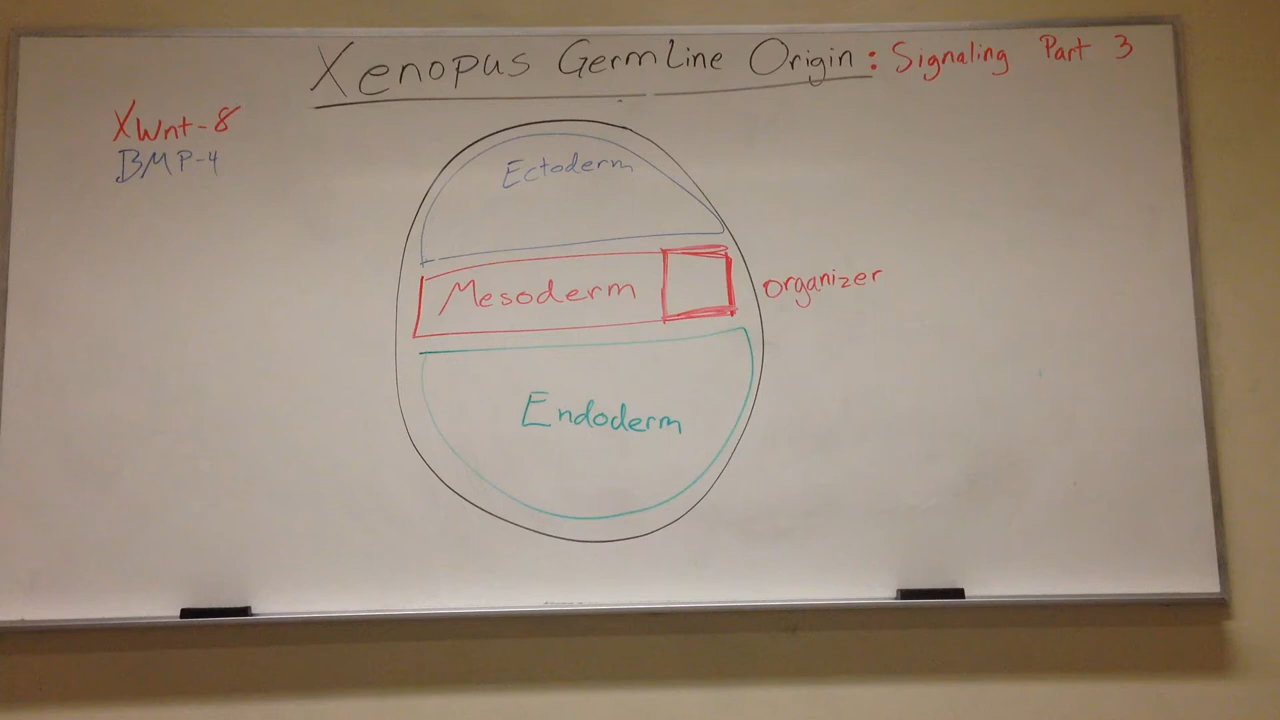 Xenopus GermLine Origin: Signaling Part 3
XWnt-8
BMP-4
Ectoderm
Mesoderm
organizer
Endoderm